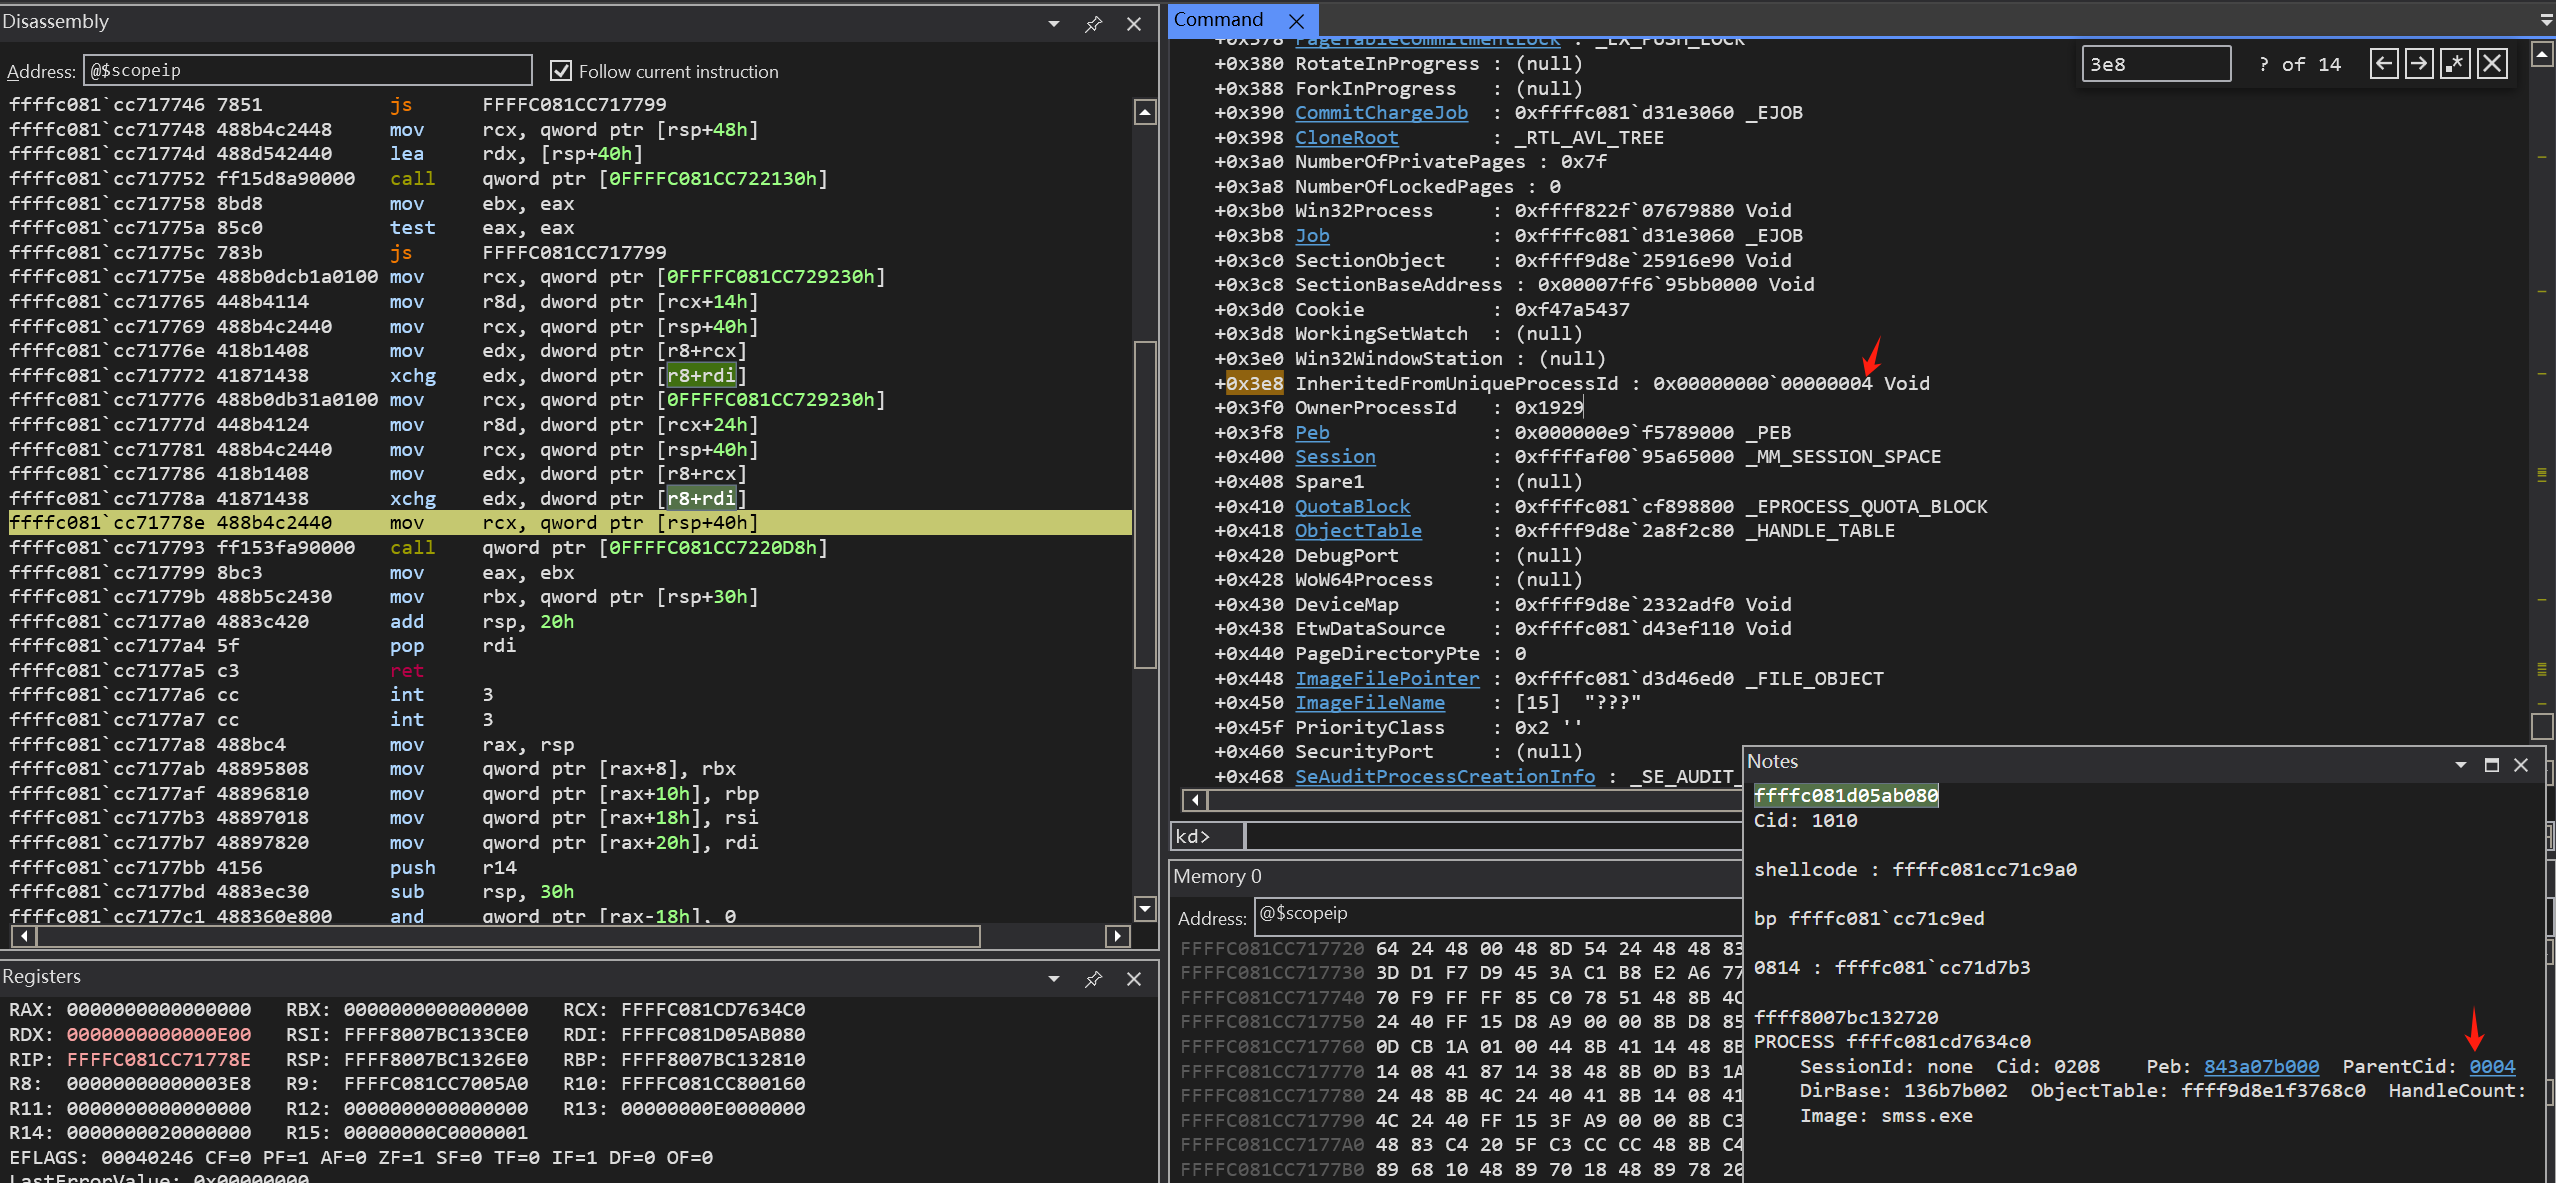 Disassembly
Address: @$scopeip Follow current instruction
ffffc081`cc717746 7851 js FFFFC081CC717799
ffffc081`cc717748 488b4c2448 mov rcx, qword ptr [rsp+48h]
ffffc081`cc71774d 488d542440 lea rdx, [rsp+40h]
ffffc081`cc717752 ff15d8a90000 call qword ptr [0FFFFC081CC722130h]
ffffc081`cc717758 8bd8 mov ebx, eax
ffffc081`cc71775a 85c0 test eax, eax
ffffc081`cc71775c 783b js FFFFC081CC717799
ffffc081`cc71775e 488b0dcb1a0100 mov rcx, qword ptr [0FFFFC081CC729230h]
ffffc081`cc717765 448b4114 mov r8d, dword ptr [rcx+14h]
ffffc081`cc717769 488b4c2440 mov rcx, qword ptr [rsp+40h]
ffffc081`cc71776e 418b1408 mov edx, dword ptr [r8+rcx]
ffffc081`cc717772 41871438 xchg edx, dword ptr [r8+rdi]
ffffc081`cc717776 488b0db31a0100 mov rcx, qword ptr [0FFFFC081CC729230h]
ffffc081`cc71777d 448b4124 mov r8d, dword ptr [rcx+24h]
ffffc081`cc717781 488b4c2440 mov rcx, qword ptr [rsp+40h]
ffffc081`cc717786 418b1408 mov edx, dword ptr [r8+rcx]
ffffc081`cc71778a 41871438 xchg edx, dword ptr [r8+rdi]
ffffc081`cc71778e 488b4c2440 mov rcx, qword ptr [rsp+40h]
ffffc081`cc717793 ff153fa90000 call qword ptr [0FFFFC081CC7220D8h]
ffffc081`cc717799 8bc3 mov eax, ebx
ffffc081`cc71779b 488b5c2430 mov rbx, qword ptr [rsp+30h]
ffffc081`cc7177a0 4883c420 add rsp, 20h
ffffc081`cc7177a4 5f pop rdi
ffffc081`cc7177a5 c3 ret
ffffc081`cc7177a6 cc int 3
ffffc081`cc7177a7 cc int 3
ffffc081`cc7177a8 488bc4 mov rax, rsp
ffffc081`cc7177ab 48895808 mov qword ptr [rax+8], rbx
ffffc081`cc7177af 48896810 mov qword ptr [rax+10h], rbp
ffffc081`cc7177b3 48897018 mov qword ptr [rax+18h], rsi
ffffc081`cc7177b7 48897820 mov qword ptr [rax+20h], rdi
ffffc081`cc7177bb 4156 push r14
ffffc081`cc7177bd 4883ec30 sub rsp, 30h
ffffc081`cc7177c1 488360e800 and qword ptr [rax-18h], 0
Registers
RAX: 0000000000000000 RBX: 0000000000000000 RCX: FFFFC081CD7634C0
RDX: 0000000000000E00 RSI: FFFF8007BC133CE0 RDI: FFFFC081D05AB080
RIP: FFFFC081CC71778E RSP: FFFF8007BC1326E0 RBP: FFFF8007BC132810
R8: 00000000000003E8 R9: FFFFC081CC7005A0 R10: FFFFC081CC800160
R11: 0000000000000000 R12: 0000000000000000 R13: 00000000E0000000
R14: 0000000020000000 R15: 00000000C0000001
EFLAGS: 00040246 CF=0 PF=1 AF=0 ZF=1 SF=0 TF=0 IF=1 DF=0 OF=0
LastErrorValue: 0x00000000
Command
3e8 ? of 14
+0x378 PageTableCommitmentLock : _EX_PUSH_LOCK
+0x380 RotateInProgress : (null)
+0x388 ForkInProgress : (null)
+0x390 CommitChargeJob : 0xffffc081`d31e3060 _EJOB
+0x398 CloneRoot : _RTL_AVL_TREE
+0x3a0 NumberOfPrivatePages : 0x7f
+0x3a8 NumberOfLockedPages : 0
+0x3b0 Win32Process : 0xffff822f`07679880 Void
+0x3b8 Job : 0xffffc081`d31e3060 _EJOB
+0x3c0 SectionObject : 0xffff9d8e`25916e90 Void
+0x3c8 SectionBaseAddress : 0x00007ff6`95bb0000 Void
+0x3d0 Cookie : 0xf47a5437
+0x3d8 WorkingSetWatch : (null)
+0x3e0 Win32WindowStation : (null)
+0x3e8 InheritedFromUniqueProcessId : 0x00000000`00000004 Void
+0x3f0 OwnerProcessId : 0x1929
+0x3f8 Peb : 0x000000e9`f5789000 _PEB
+0x400 Session : 0xffffaf00`95a65000 _MM_SESSION_SPACE
+0x408 Spare1 : (null)
+0x410 QuotaBlock : 0xffffc081`cf898800 _EPROCESS_QUOTA_BLOCK
+0x418 ObjectTable : 0xffff9d8e`2a8f2c80 _HANDLE_TABLE
+0x420 DebugPort : (null)
+0x428 WoW64Process : (null)
+0x430 DeviceMap : 0xffff9d8e`2332adf0 Void
+0x438 EtwDataSource : 0xffffc081`d43ef110 Void
+0x440 PageDirectoryPte : 0
+0x448 ImageFilePointer : 0xffffc081`d3d46ed0 _FILE_OBJECT
+0x450 ImageFileName : [15] "???"
+0x45f PriorityClass : 0x2 ''
+0x460 SecurityPort : (null)
+0x468 SeAuditProcessCreationInfo : _SE_AUDIT_
kd>
Memory 0
Address: @$scopeip
FFFFC081CC717720 64 24 48 00 48 8D 54 24 48 48 83
FFFFC081CC717730 3D D1 F7 D9 45 3A C1 B8 E2 A6 77
FFFFC081CC717740 70 F9 FF FF 85 C0 78 51 48 8B 4C
FFFFC081CC717750 24 40 FF 15 D8 A9 00 00 8B D8 85
FFFFC081CC717760 0D CB 1A 01 00 44 8B 41 14 48 8B
FFFFC081CC717770 14 08 41 87 14 38 48 8B 0D B3 1A
FFFFC081CC717780 24 48 8B 4C 24 40 41 8B 14 08 41
FFFFC081CC717790 4C 24 40 FF 15 3F A9 00 00 8B C3
FFFFC081CC7177A0 48 83 C4 20 5F C3 CC CC 48 8B C4
FFFFC081CC7177B0 89 68 10 48 89 70 18 48 89 78 20
Notes
ffffc081d05ab080
Cid: 1010
shellcode : ffffc081cc71c9a0
bp ffffc081`cc71c9ed
0814 : ffffc081`cc71d7b3
ffff8007bc132720
PROCESS ffffc081cd7634c0
SessionId: none Cid: 0208 Peb: 843a07b000 ParentCid: 0004
DirBase: 136b7b002 ObjectTable: ffff9d8e1f3768c0 HandleCount:
Image: smss.exe